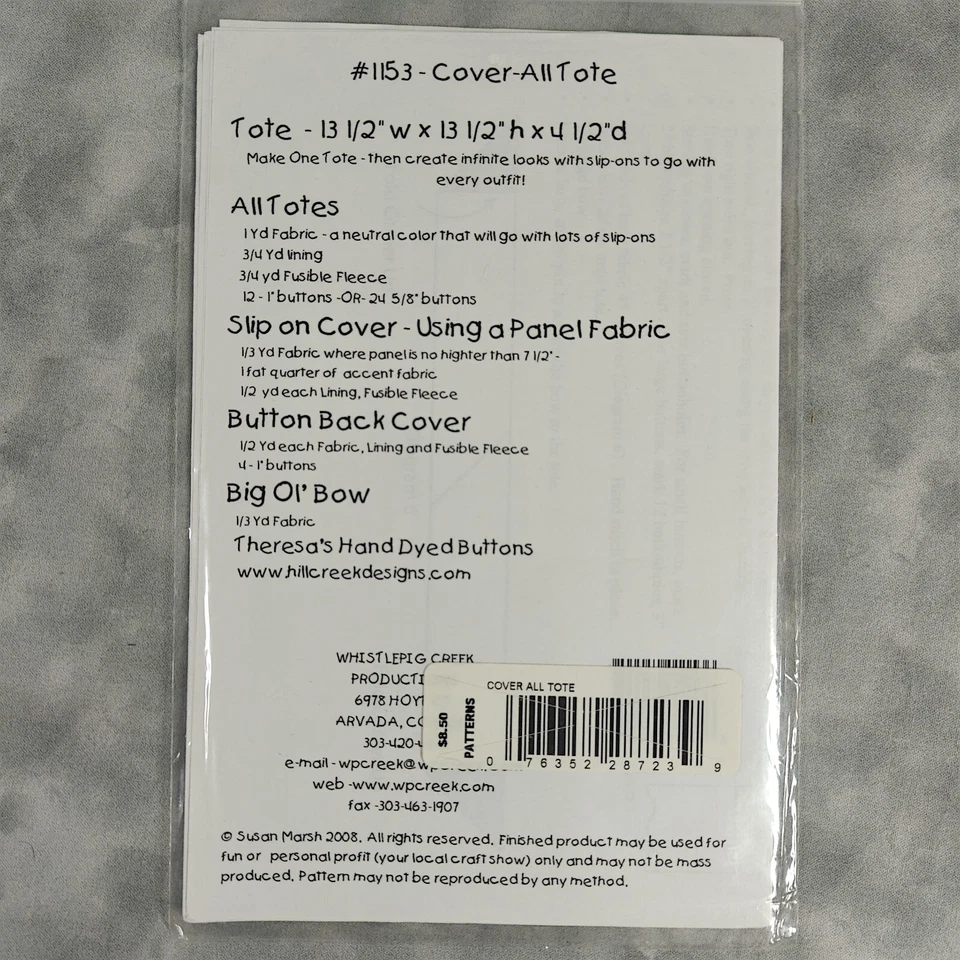 #1153 - Cover-All Tote
Tote - 13 1/2" w x 13 1/2" h x 4 1/2"d
Make One Tote - then create infinite looks with slip-ons to go with
every outfit!
All Totes
1 Yd Fabric - a neutral color that will go with lots of slip-ons
3/4 Yd lining
3/4 yd Fusible Fleece
12 - 1" buttons -OR- 24 5/8" buttons
Slip on Cover - Using a Panel Fabric
1/3 Yd Fabric where panel is no highter than 7 1/2" -
1 fat quarter of accent fabric
1/2 yd each Lining, Fusible Fleece
Button Back Cover
1/2 Yd each Fabric, Lining and Fusible Fleece
4 - 1" buttons
Big Ol' Bow
1/3 Yd Fabric
Theresa's Hand Dyed Buttons
www.hillcreekdesigns.com
WHISTLEPIG CREEK
PRODUCTI
6978 HOY
ARVADA, CO
303-420-
e-mail - wpcreek@wpcreek.com
web -www.wpcreek.com
fax -303-463-1907
COVER ALL TOTE
$8.50
PATTERNS
0 76352 28723 9
© Susan Marsh 2008. All rights reserved. Finished product may be used for
fun or personal profit (your local craft show) only and may not be mass
produced. Pattern may not be reproduced by any method.